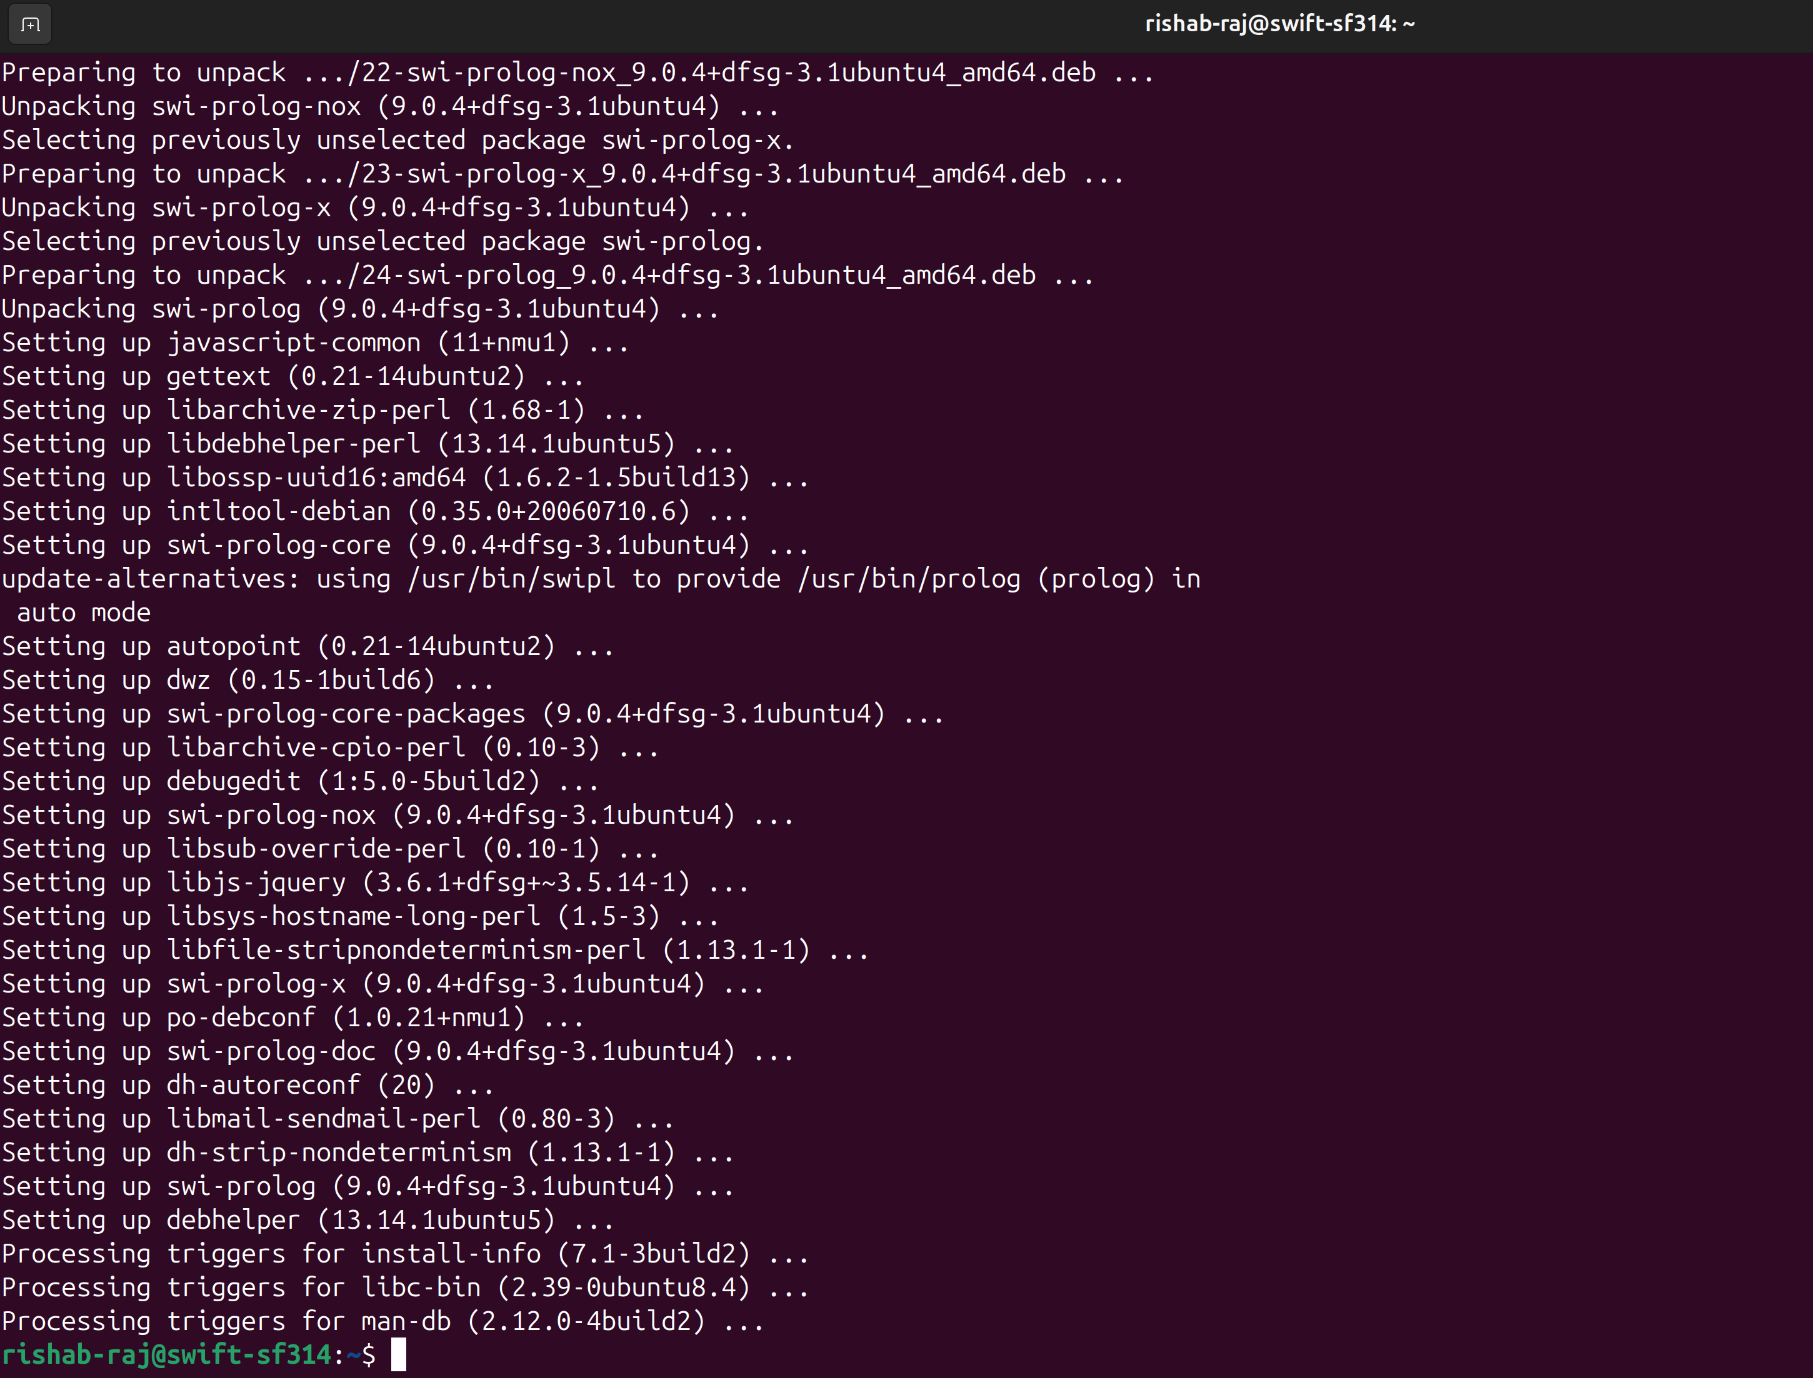 rishab-raj@swift-sf314: ~
Preparing to unpack .../22-swi-prolog-nox_9.0.4+dfsg-3.1ubuntu4_amd64.deb ...
Unpacking swi-prolog-nox (9.0.4+dfsg-3.1ubuntu4) ...
Selecting previously unselected package swi-prolog-x.
Preparing to unpack .../23-swi-prolog-x_9.0.4+dfsg-3.1ubuntu4_amd64.deb ...
Unpacking swi-prolog-x (9.0.4+dfsg-3.1ubuntu4) ...
Selecting previously unselected package swi-prolog.
Preparing to unpack .../24-swi-prolog_9.0.4+dfsg-3.1ubuntu4_amd64.deb ...
Unpacking swi-prolog (9.0.4+dfsg-3.1ubuntu4) ...
Setting up javascript-common (11+nmu1) ...
Setting up gettext (0.21-14ubuntu2) ...
Setting up libarchive-zip-perl (1.68-1) ...
Setting up libdebhelper-perl (13.14.1ubuntu5) ...
Setting up libossp-uuid16:amd64 (1.6.2-1.5build13) ...
Setting up intltool-debian (0.35.0+20060710.6) ...
Setting up swi-prolog-core (9.0.4+dfsg-3.1ubuntu4) ...
update-alternatives: using /usr/bin/swipl to provide /usr/bin/prolog (prolog) in
 auto mode
Setting up autopoint (0.21-14ubuntu2) ...
Setting up dwz (0.15-1build6) ...
Setting up swi-prolog-core-packages (9.0.4+dfsg-3.1ubuntu4) ...
Setting up libarchive-cpio-perl (0.10-3) ...
Setting up debugedit (1:5.0-5build2) ...
Setting up swi-prolog-nox (9.0.4+dfsg-3.1ubuntu4) ...
Setting up libsub-override-perl (0.10-1) ...
Setting up libjs-jquery (3.6.1+dfsg+~3.5.14-1) ...
Setting up libsys-hostname-long-perl (1.5-3) ...
Setting up libfile-stripnondeterminism-perl (1.13.1-1) ...
Setting up swi-prolog-x (9.0.4+dfsg-3.1ubuntu4) ...
Setting up po-debconf (1.0.21+nmu1) ...
Setting up swi-prolog-doc (9.0.4+dfsg-3.1ubuntu4) ...
Setting up dh-autoreconf (20) ...
Setting up libmail-sendmail-perl (0.80-3) ...
Setting up dh-strip-nondeterminism (1.13.1-1) ...
Setting up swi-prolog (9.0.4+dfsg-3.1ubuntu4) ...
Setting up debhelper (13.14.1ubuntu5) ...
Processing triggers for install-info (7.1-3build2) ...
Processing triggers for libc-bin (2.39-0ubuntu8.4) ...
Processing triggers for man-db (2.12.0-4build2) ...
rishab-raj@swift-sf314:~$